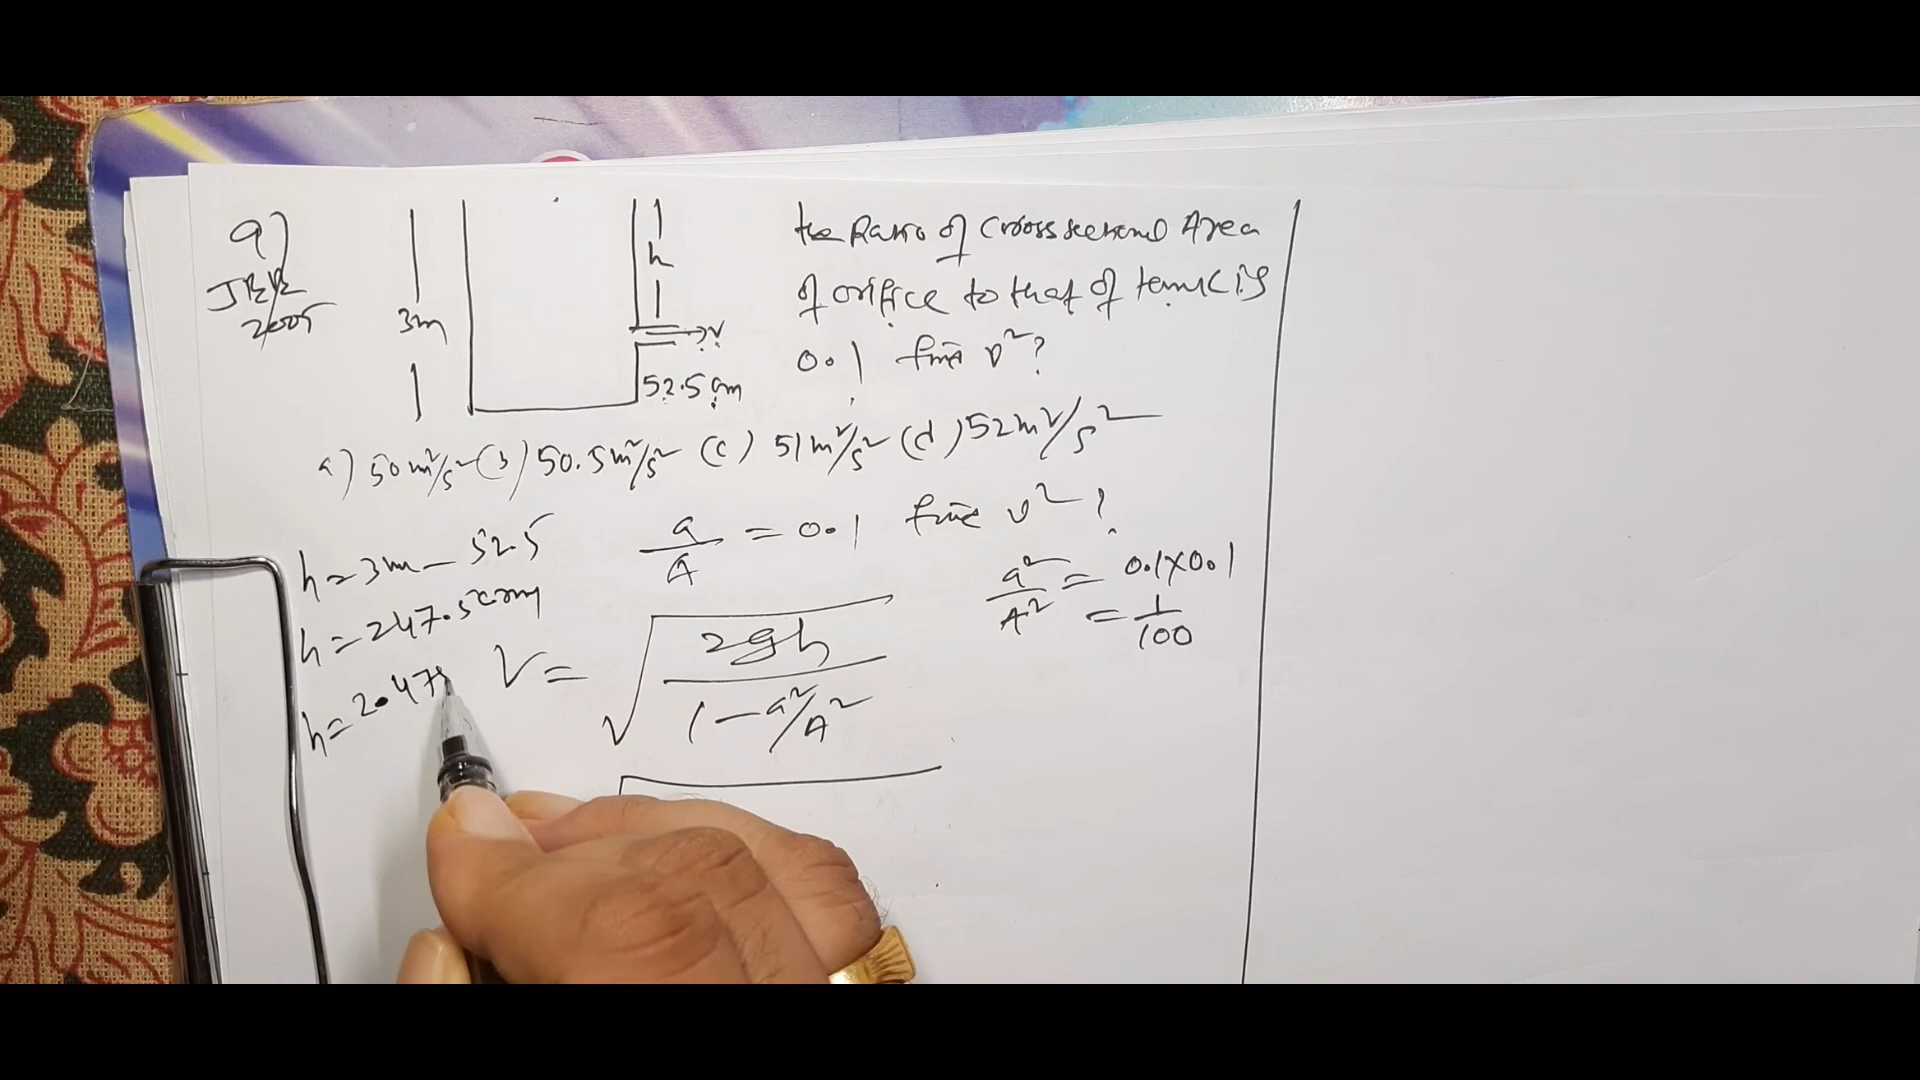 9)
JEE
2005
3m
h
v
52.5 cm
the Ratio of cross sectional Area
of orifice to that of tank is
0.1 find v²?
a) 50 m²/s² (b) 50.5 m²/s² (c) 51 m²/s² (d) 52 m²/s²
h = 3m - 52.5
h = 247.5 cm
h = 2.475
a/A = 0.1 find v²?
a²/A² = 0.1 x 0.1
= 1/100
V = √(2gh / (1 - a²/A²))